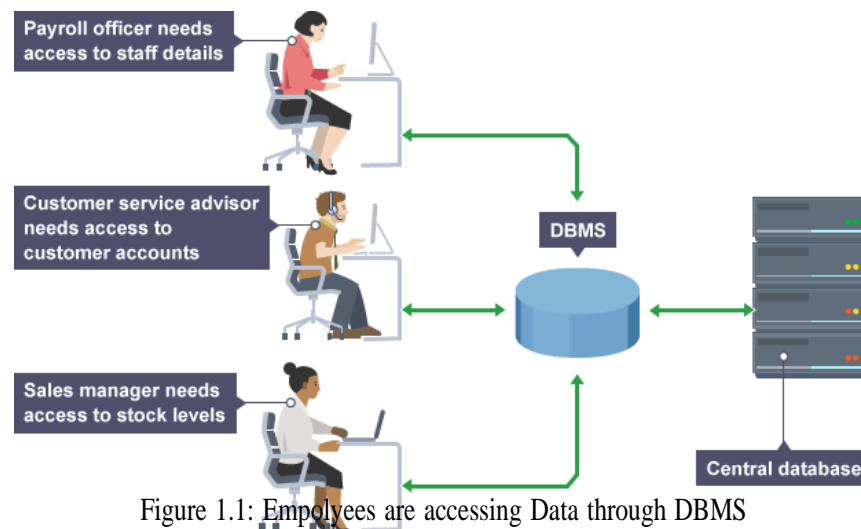 Payroll officer needs
access to staff details
Customer service advisor
needs access to
customer accounts
DBMS
Sales manager needs
access to stock levels
Central database
Figure 1.1: Empolyees are accessing Data through DBMS